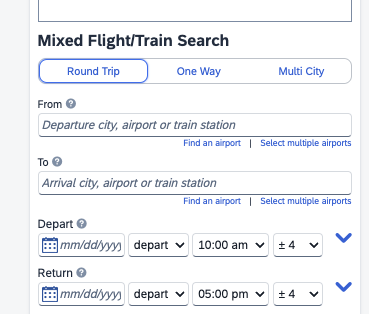 Mixed Flight/Train Search
Round Trip One Way Multi City
From ?
Departure city, airport or train station
Find an airport | Select multiple airports
To ?
Arrival city, airport or train station
Find an airport | Select multiple airports
Depart ?
mm/dd/yyyy depart 10:00 am ± 4
Return ?
mm/dd/yyyy depart 05:00 pm ± 4